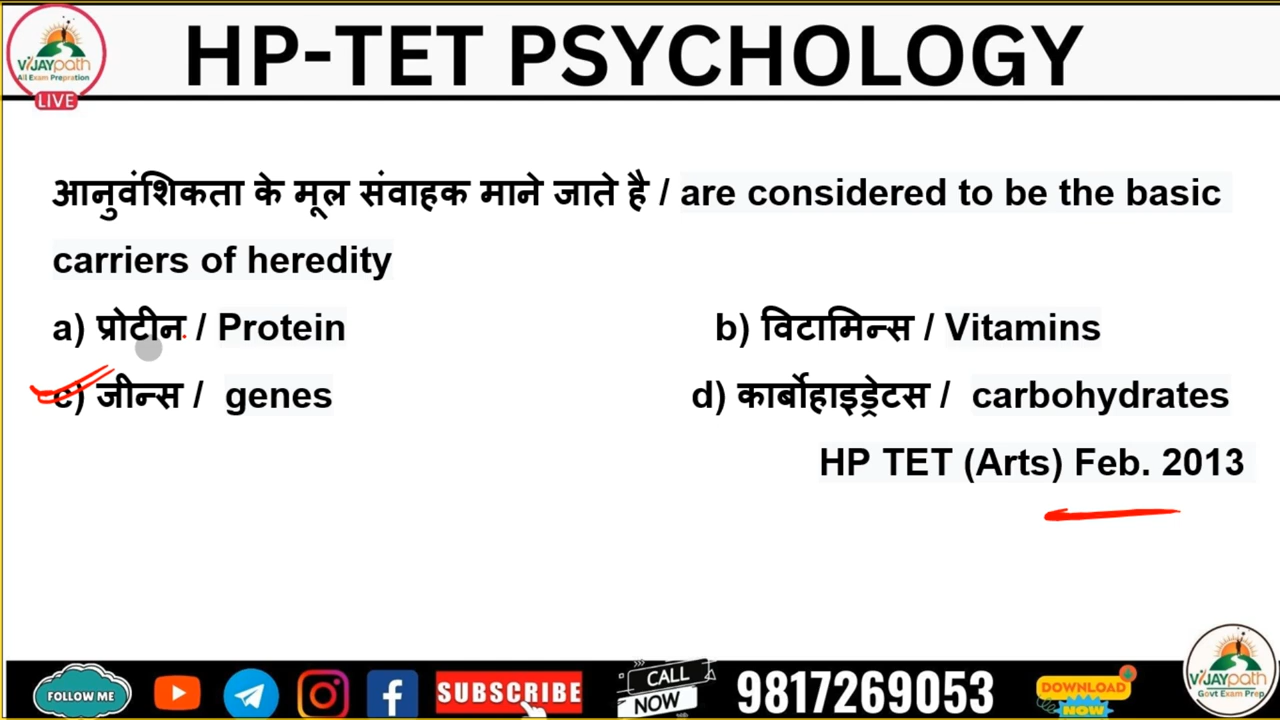 VIJAYpath
All Exam Prepration
LIVE
HP-TET PSYCHOLOGY
आनुवंशिकता के मूल संवाहक माने जाते है / are considered to be the basic
carriers of heredity
a) प्रोटीन / Protein
b) विटामिन्स / Vitamins
c) जीन्स / genes
d) कार्बोहाइड्रेटस / carbohydrates
HP TET (Arts) Feb. 2013
FOLLOW ME
SUBSCRIBE
CALL
NOW
9817269053
DOWNLOAD
NOW
VIJAYpath
Govt Exam Prep